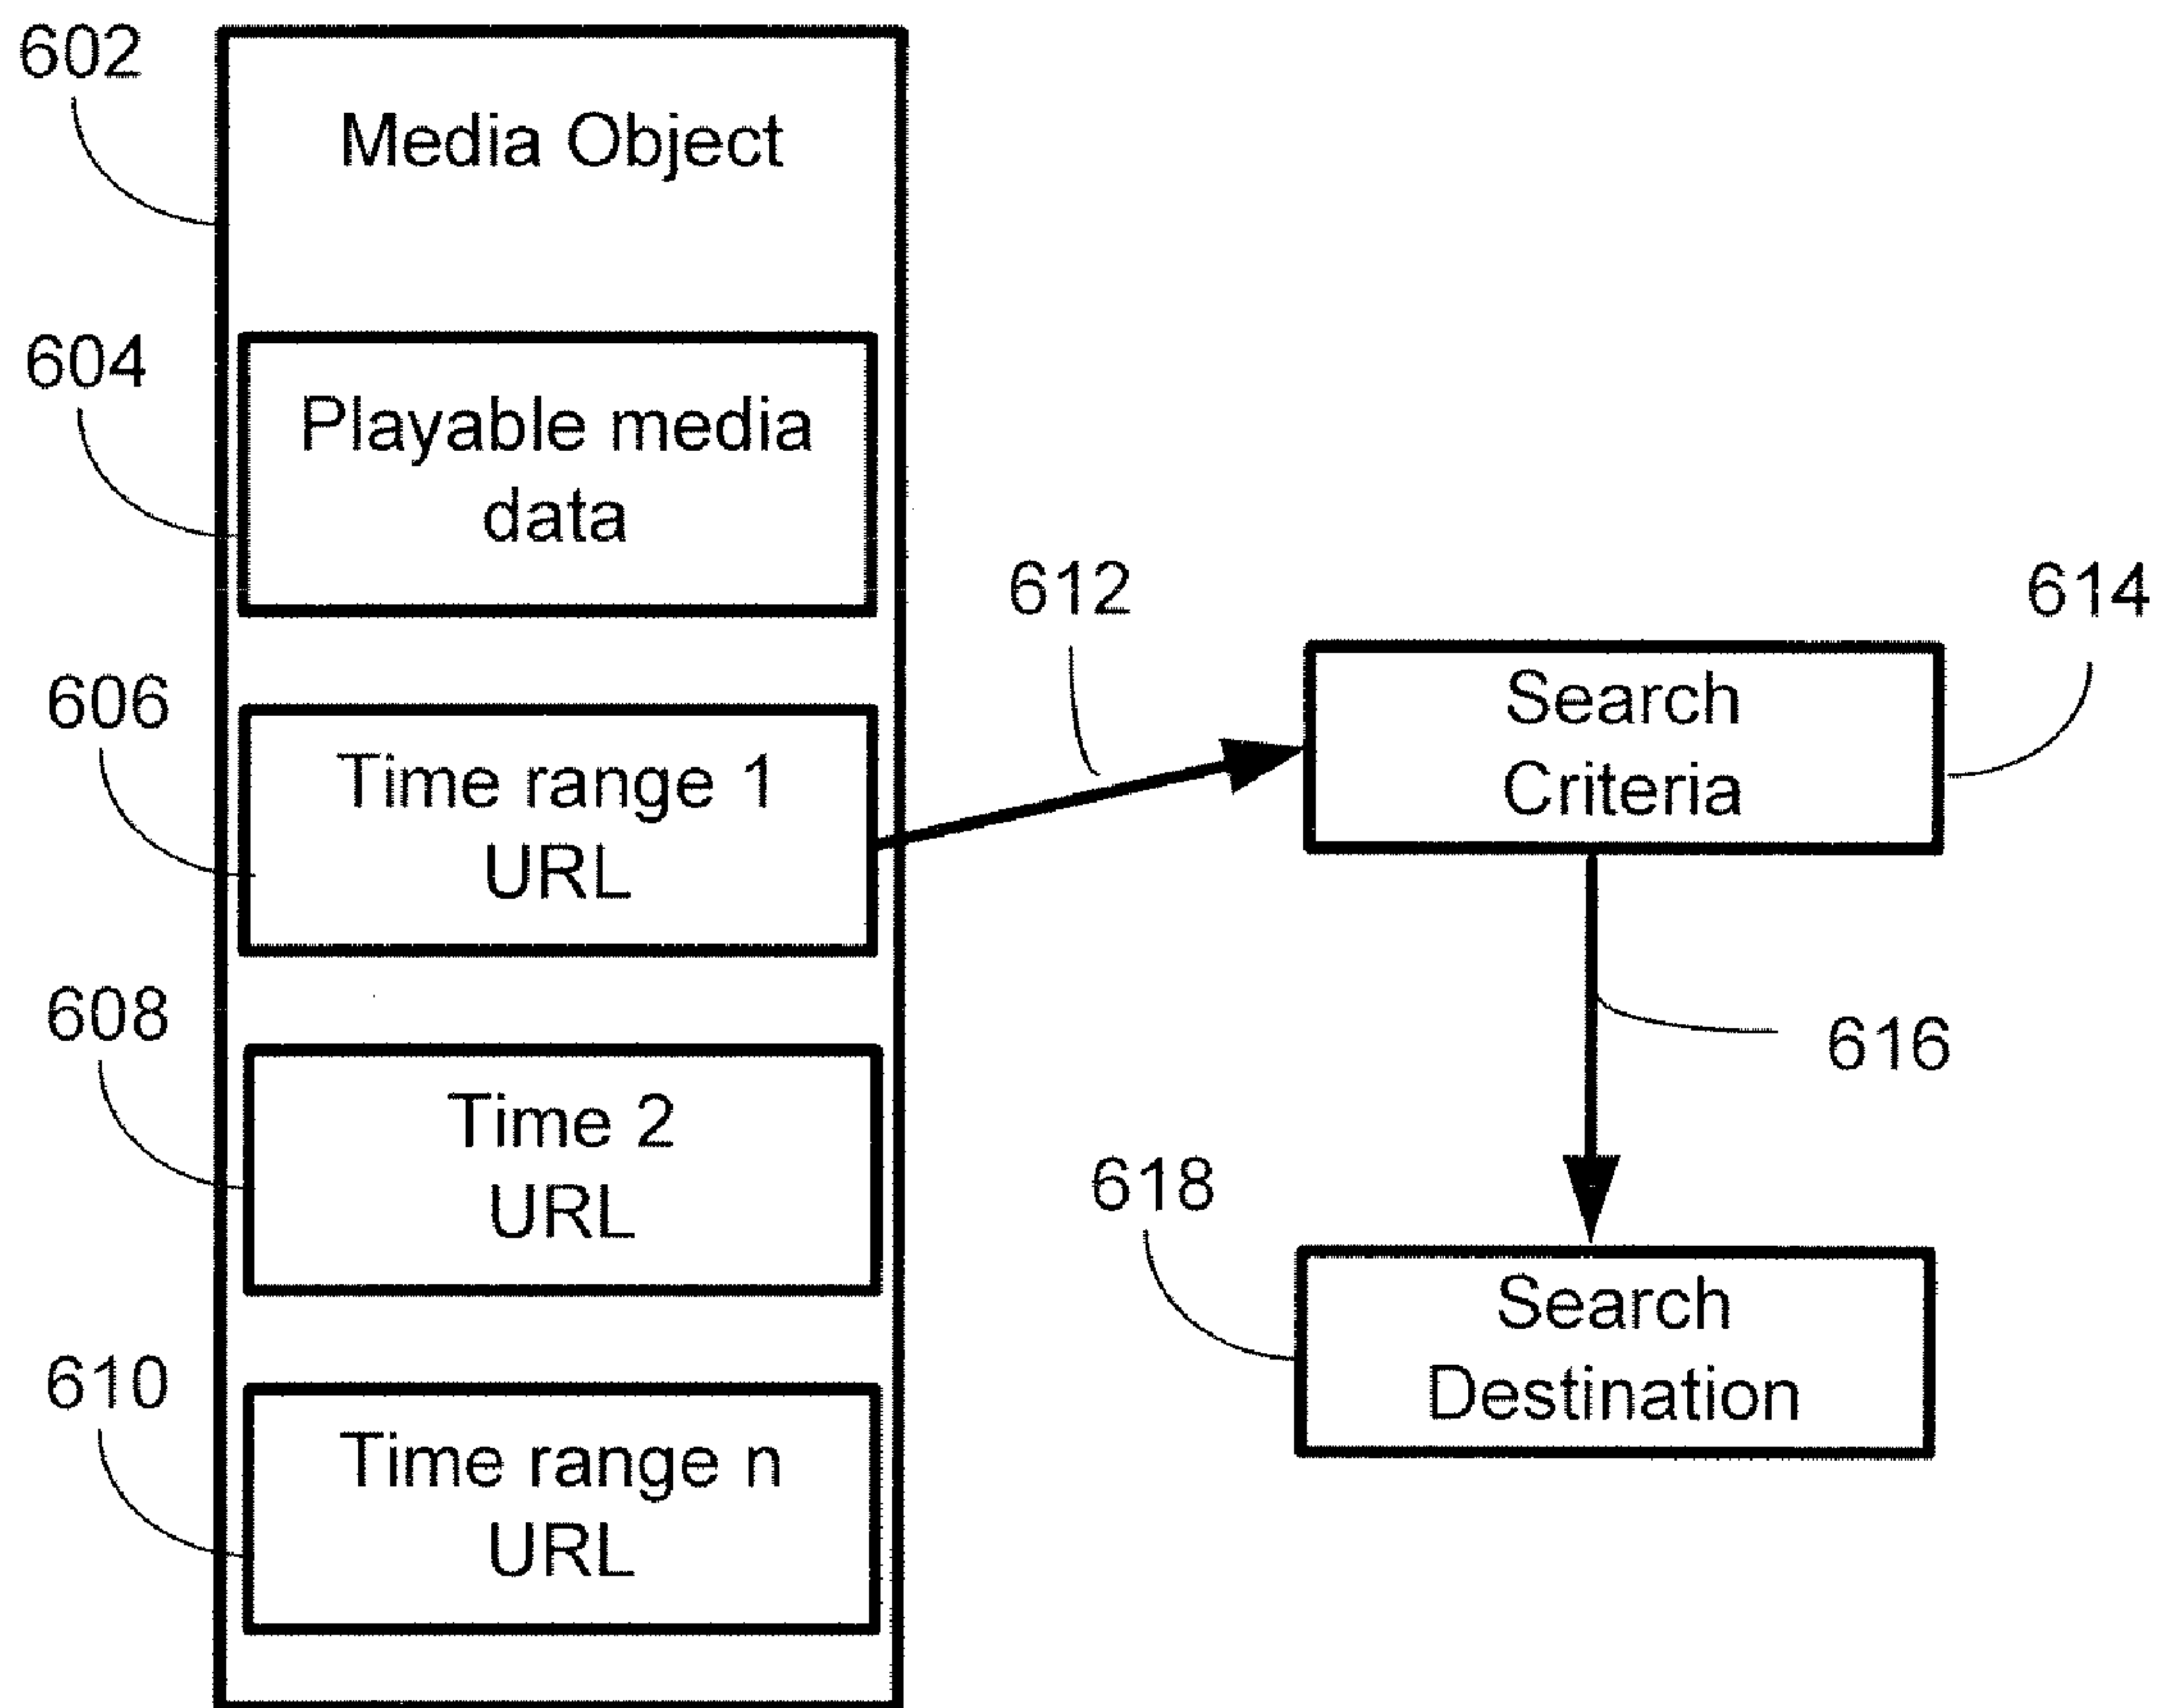 602
Media Object
604
Playable media
data
612
614
606
Time range 1
URL
Search
Criteria
608
Time 2
URL
616
618
Search
Destination
610
Time range n
URL